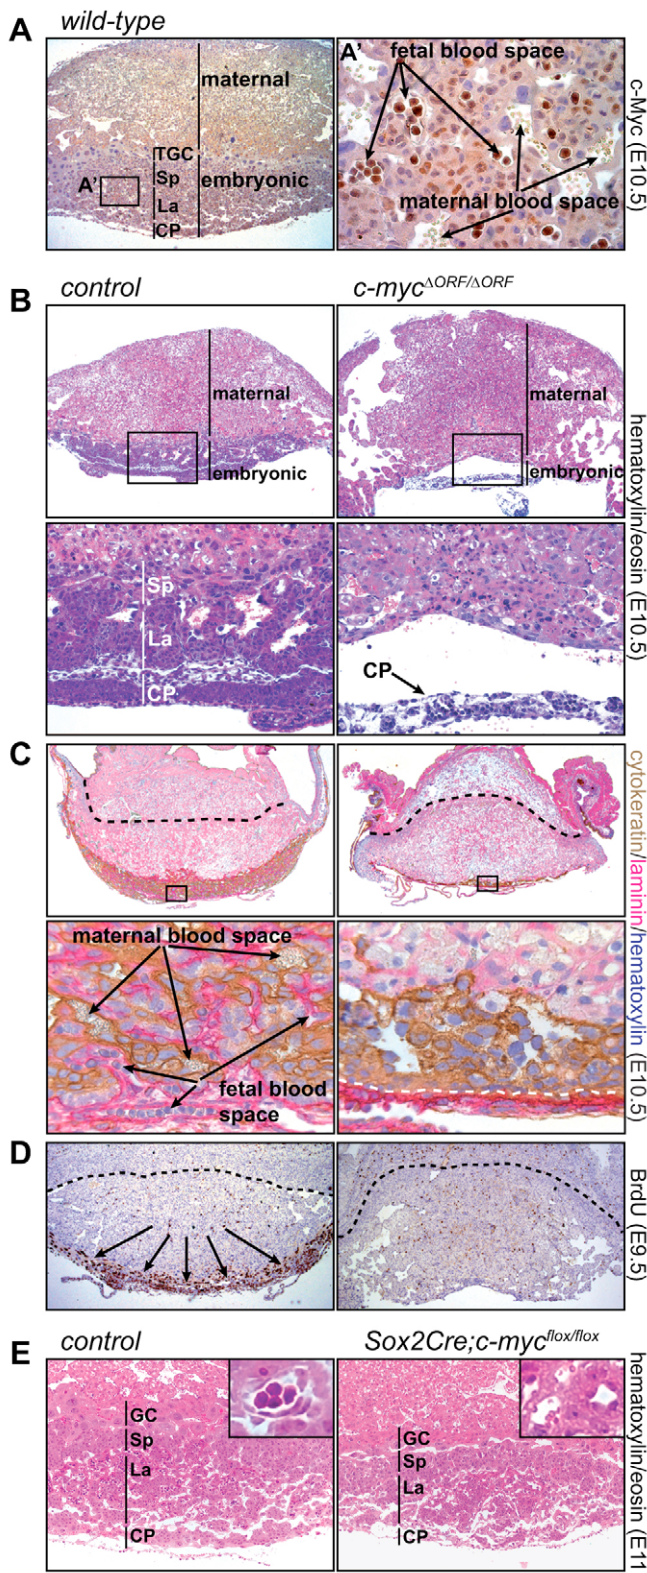 A
wild-type
maternal
TGC
Sp
A'
embryonic
La
CP
A'
fetal blood space
maternal blood space
c-Myc (E10.5)
B
control
c-myc^ΔORF/ΔORF
maternal
embryonic
maternal
embryonic
Sp
La
CP
CP
hematoxylin/eosin (E10.5)
C
maternal blood space
fetal blood
space
cytokeratin/laminin/hematoxylin (E10.5)
D
BrdU (E9.5)
E
control
Sox2Cre;c-myc^flox/flox
GC
Sp
La
CP
GC
Sp
La
CP
hematoxylin/eosin (E11